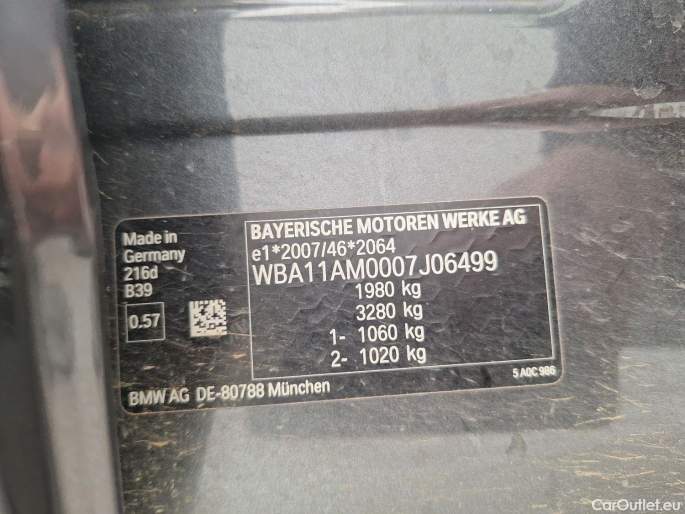 Made in
Germany
216d
B39
0.57
BAYERISCHE MOTOREN WERKE AG
e1*2007/46*2064
WBA11AM0007J06499
1980 kg
3280 kg
1- 1060 kg
2- 1020 kg
5 A0C 986
BMW AG DE-80788 München
CarOutlet.eu